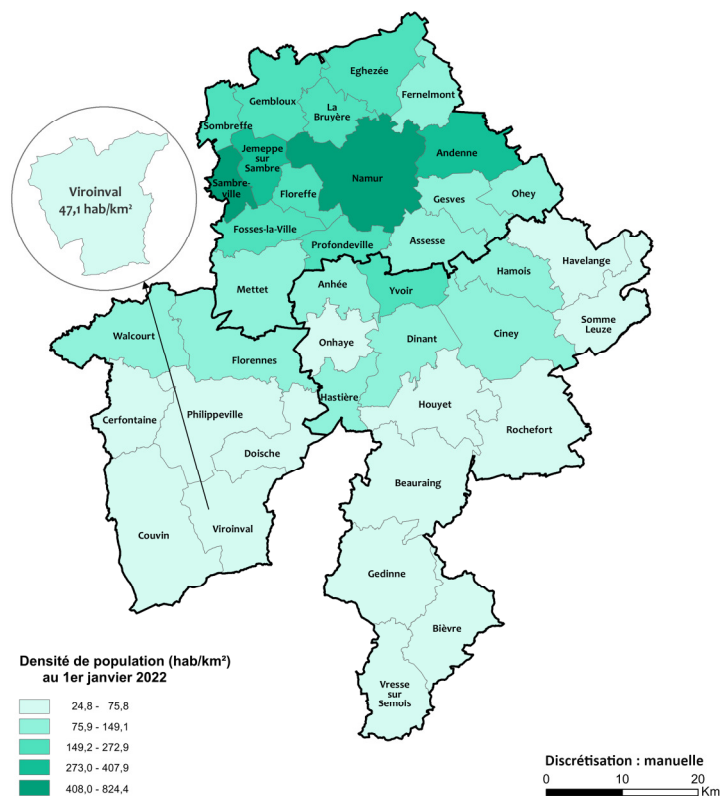 Eghezée
Gembloux
Fernelmont
La
Bruyère
Sombreffe
Jemeppe
sur
Sambre
Andenne
Namur
Sambre-
ville
Floreffe
Gesves
Ohey
Viroinval
47,1 hab/km²
Fosses-la-Ville
Profondeville
Assesse
Havelange
Hamois
Mettet
Anhée
Yvoir
Somme
Leuze
Walcourt
Onhaye
Dinant
Ciney
Florennes
Hastière
Houyet
Cerfontaine
Philippeville
Rochefort
Doische
Beauraing
Couvin
Viroinval
Gedinne
Bièvre
Vresse
sur
Semois
Densité de population (hab/km²)
au 1er janvier 2022
24,8 - 75,8
75,9 - 149,1
149,2 - 272,9
273,0 - 407,9
408,0 - 824,4
Discrétisation : manuelle
0 10 20
Km